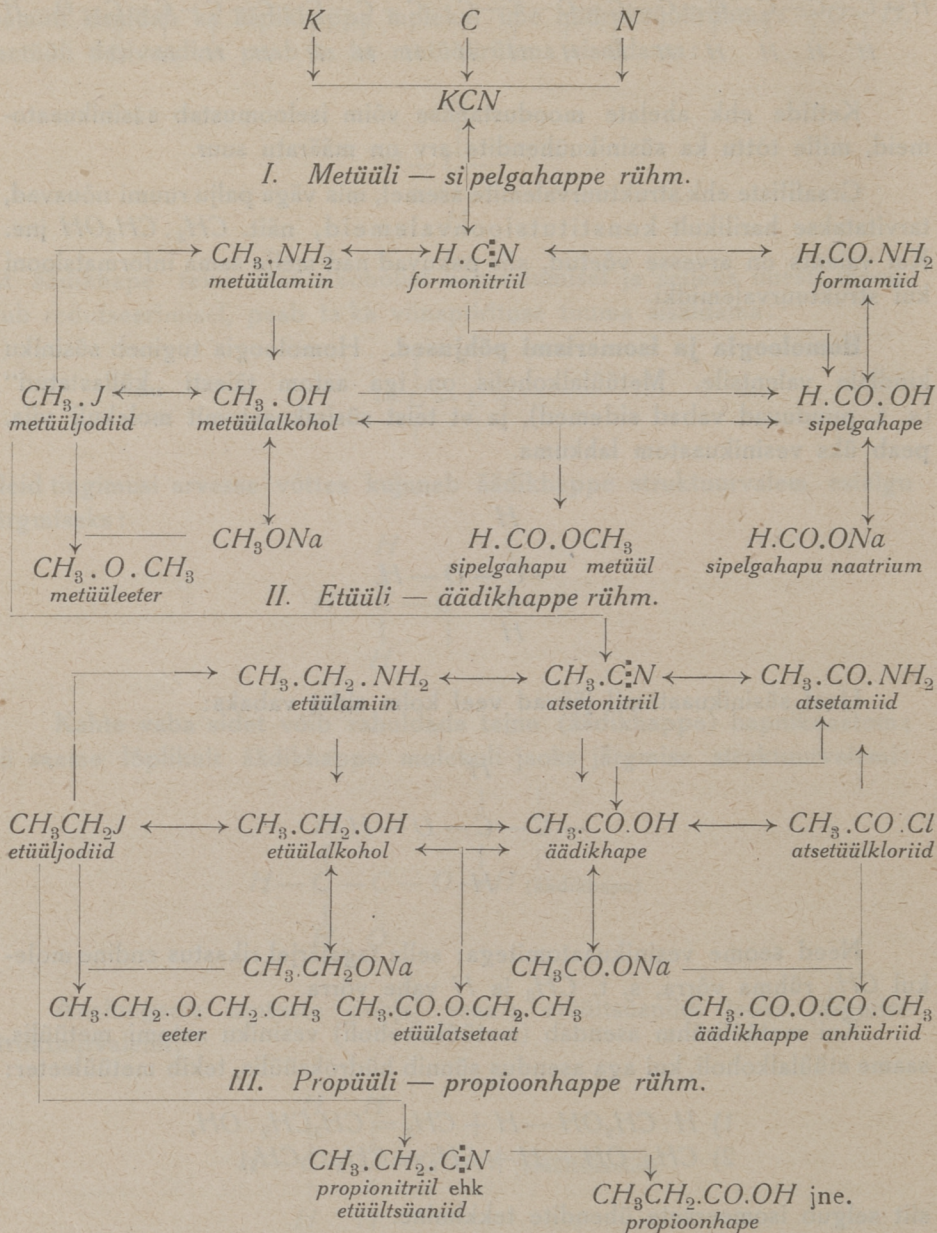 K C N
KCN
I. Metüüli — sipelgahappe rühm.
CH₃.NH₂ H.C⋮N H.CO.NH₂
metüülamiin formonitriil formamiid
CH₃.J CH₃.OH H.CO.OH
metüüljodiid metüülalkohol sipelgahape
CH₃ONa H.CO.OCH₃ H.CO.ONa
sipelgahapu metüül sipelgahapu naatrium
CH₃.O.CH₃
metüüleeter
II. Etüüli — äädikhappe rühm.
CH₃.CH₂.NH₂ CH₃.C⋮N CH₃.CO.NH₂
etüülamiin atsetonitriil atsetamiid
CH₃CH₂J CH₃.CH₂.OH CH₃.CO.OH CH₃.CO.Cl
etüüljodiid etüülalkohol äädikhape atsetüülkloriid
CH₃.CH₂ONa CH₃CO.ONa
CH₃.CH₂.O.CH₂.CH₃ CH₃.CO.O.CH₂.CH₃ CH₃.CO.O.CO.CH₃
eeter etüülatsetaat äädikhappe anhüdriid
III. Propüüli — propioonhappe rühm.
CH₃.CH₂.C⋮N
propionitriil ehk
etüültsüaniid
CH₃CH₂.CO.OH jne.
propioonhape